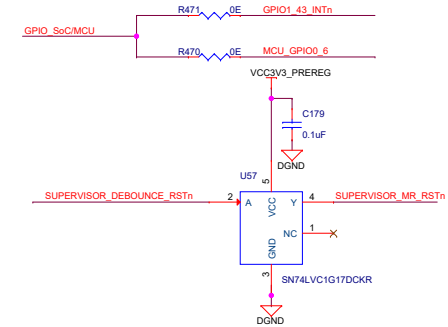 R471 0E GPIO1_43_INTn
GPIO_SoC/MCU
R470 0E MCU_GPIO0_6
VCC3V3_PREREG
C179
0.1uF
DGND
U57
SUPERVISOR_DEBOUNCE_RSTn 2 A VCC 5 Y 4 SUPERVISOR_MR_RSTn
NC 1
GND
3 SN74LVC1G17DCKR
DGND